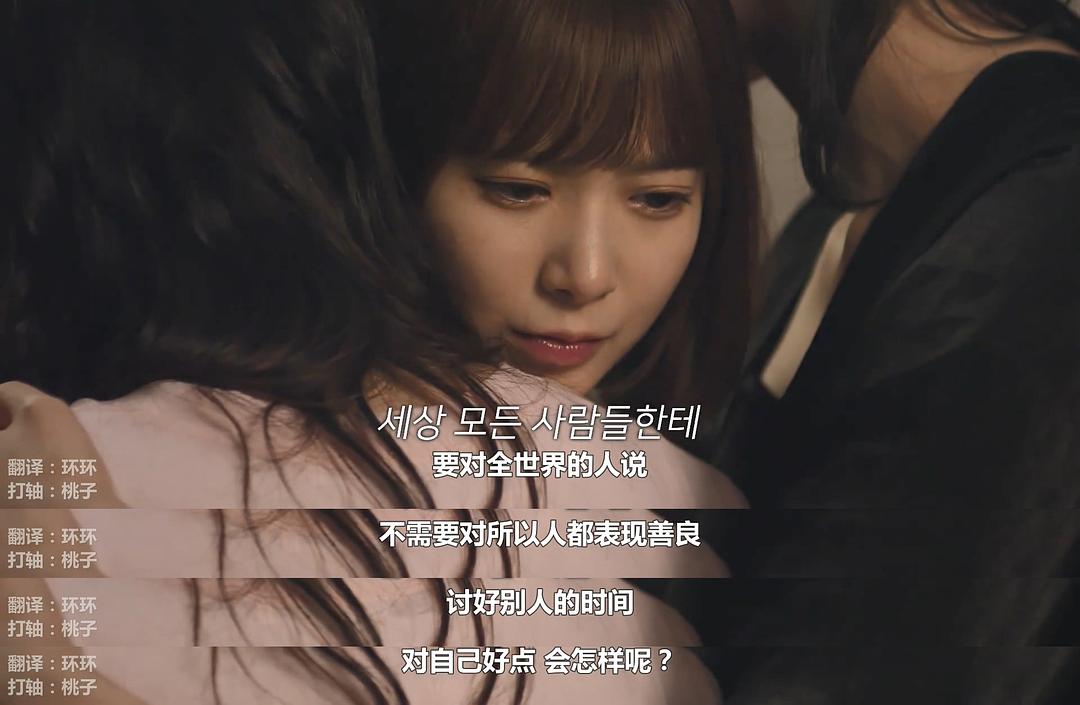 세상 모든 사람들한테
要对全世界的人说
翻译：环环
打轴：桃子
不需要对所以人都表现善良
翻译：环环
打轴：桃子
讨好别人的时间
翻译：环环
打轴：桃子
对自己好点 会怎样呢？
翻译：环环
打轴：桃子